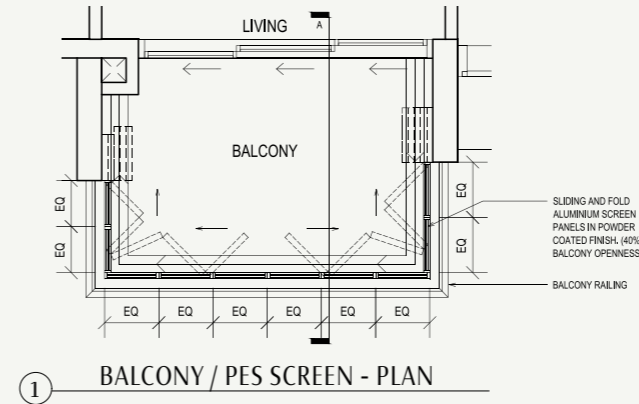 LIVING
A
BALCONY
EQ
EQ
EQ
EQ
SLIDING AND FOLD
ALUMINIUM SCREEN
PANELS IN POWDER
COATED FINISH. (40%
BALCONY OPENNESS
BALCONY RAILING
EQ EQ EQ EQ EQ EQ
1 BALCONY / PES SCREEN - PLAN